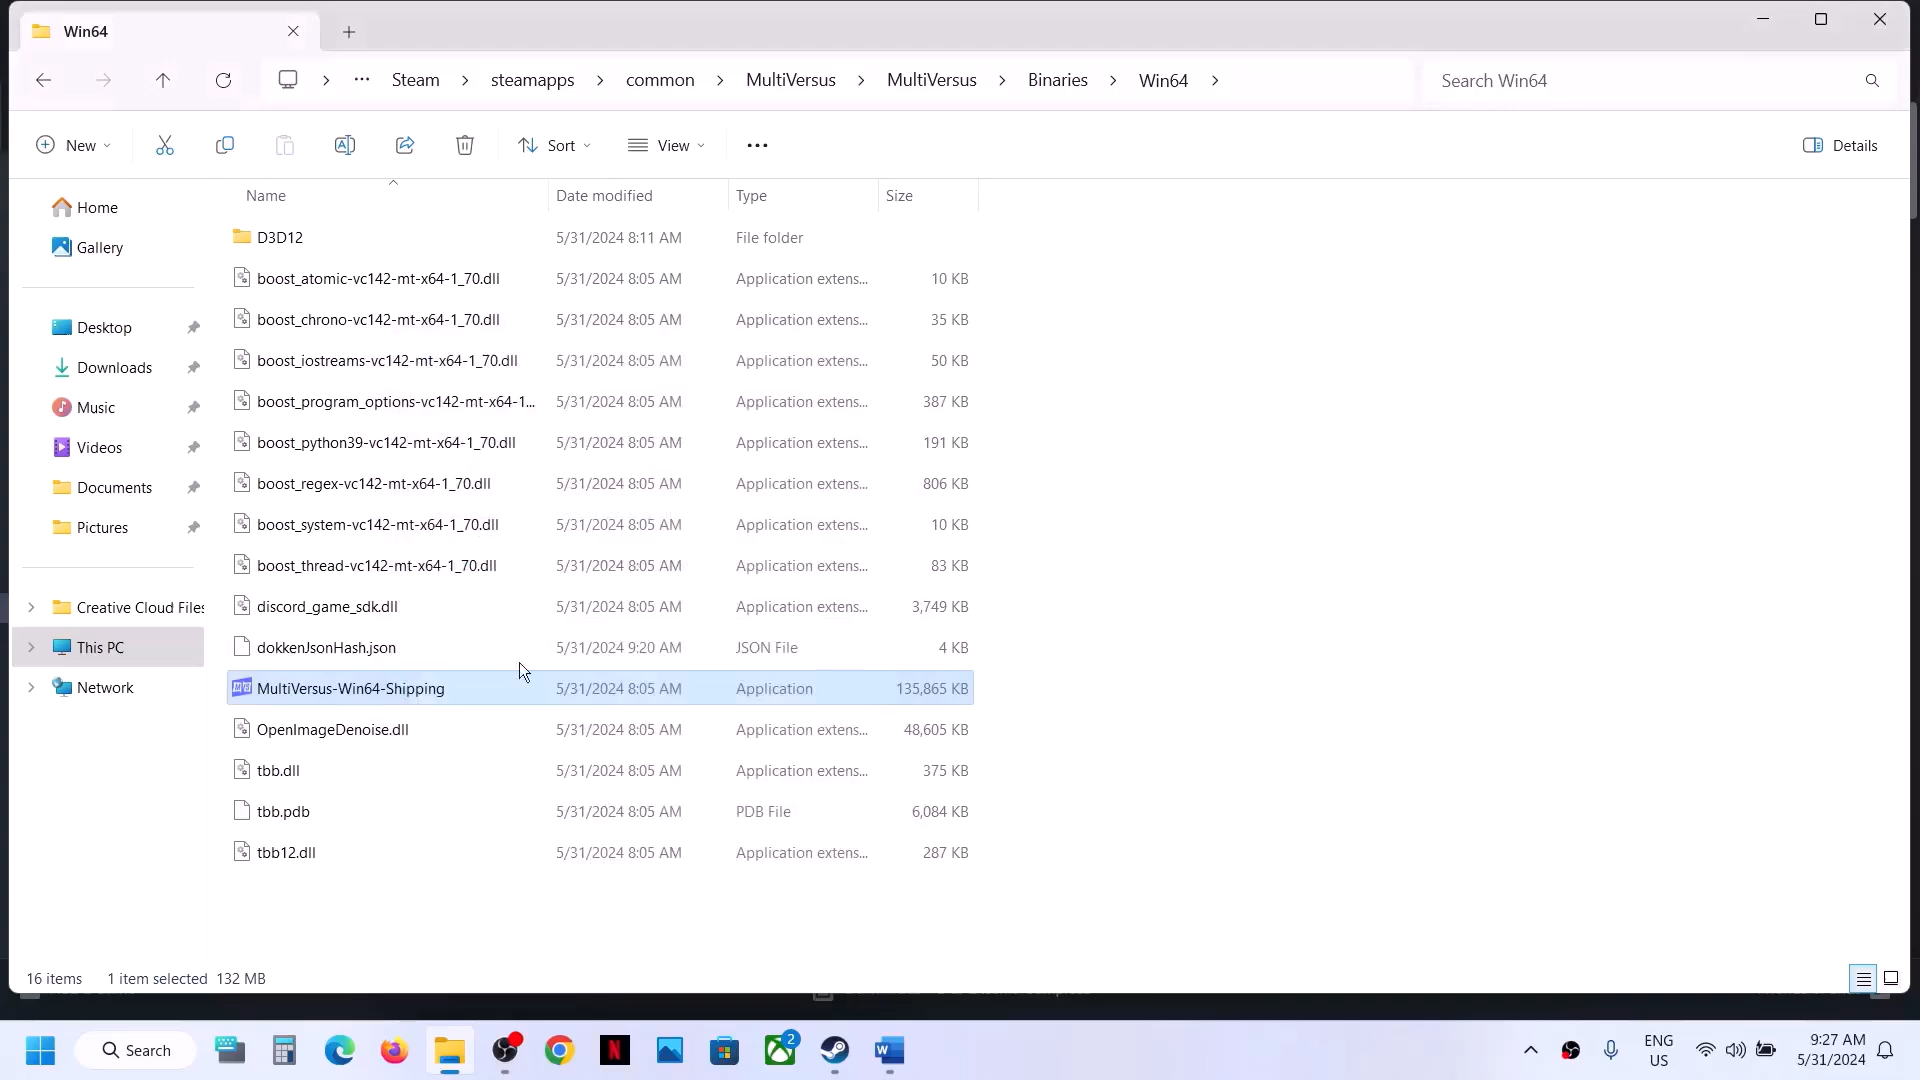 Win64
Steam > steamapps > common > MultiVersus > MultiVersus > Binaries > Win64 >
Search Win64
New
Sort
View
Details
Name Date modified Type Size
Home
Gallery
Desktop
Downloads
Music
Videos
Documents
Pictures
Creative Cloud Files
This PC
Network
D3D12 5/31/2024 8:11 AM File folder
boost_atomic-vc142-mt-x64-1_70.dll 5/31/2024 8:05 AM Application extens... 10 KB
boost_chrono-vc142-mt-x64-1_70.dll 5/31/2024 8:05 AM Application extens... 35 KB
boost_iostreams-vc142-mt-x64-1_70.dll 5/31/2024 8:05 AM Application extens... 50 KB
boost_program_options-vc142-mt-x64-1... 5/31/2024 8:05 AM Application extens... 387 KB
boost_python39-vc142-mt-x64-1_70.dll 5/31/2024 8:05 AM Application extens... 191 KB
boost_regex-vc142-mt-x64-1_70.dll 5/31/2024 8:05 AM Application extens... 806 KB
boost_system-vc142-mt-x64-1_70.dll 5/31/2024 8:05 AM Application extens... 10 KB
boost_thread-vc142-mt-x64-1_70.dll 5/31/2024 8:05 AM Application extens... 83 KB
discord_game_sdk.dll 5/31/2024 8:05 AM Application extens... 3,749 KB
dokkenJsonHash.json 5/31/2024 9:20 AM JSON File 4 KB
MultiVersus-Win64-Shipping 5/31/2024 8:05 AM Application 135,865 KB
OpenImageDenoise.dll 5/31/2024 8:05 AM Application extens... 48,605 KB
tbb.dll 5/31/2024 8:05 AM Application extens... 375 KB
tbb.pdb 5/31/2024 8:05 AM PDB File 6,084 KB
tbb12.dll 5/31/2024 8:05 AM Application extens... 287 KB
16 items 1 item selected 132 MB
Search
2
ENG
US
9:27 AM
5/31/2024